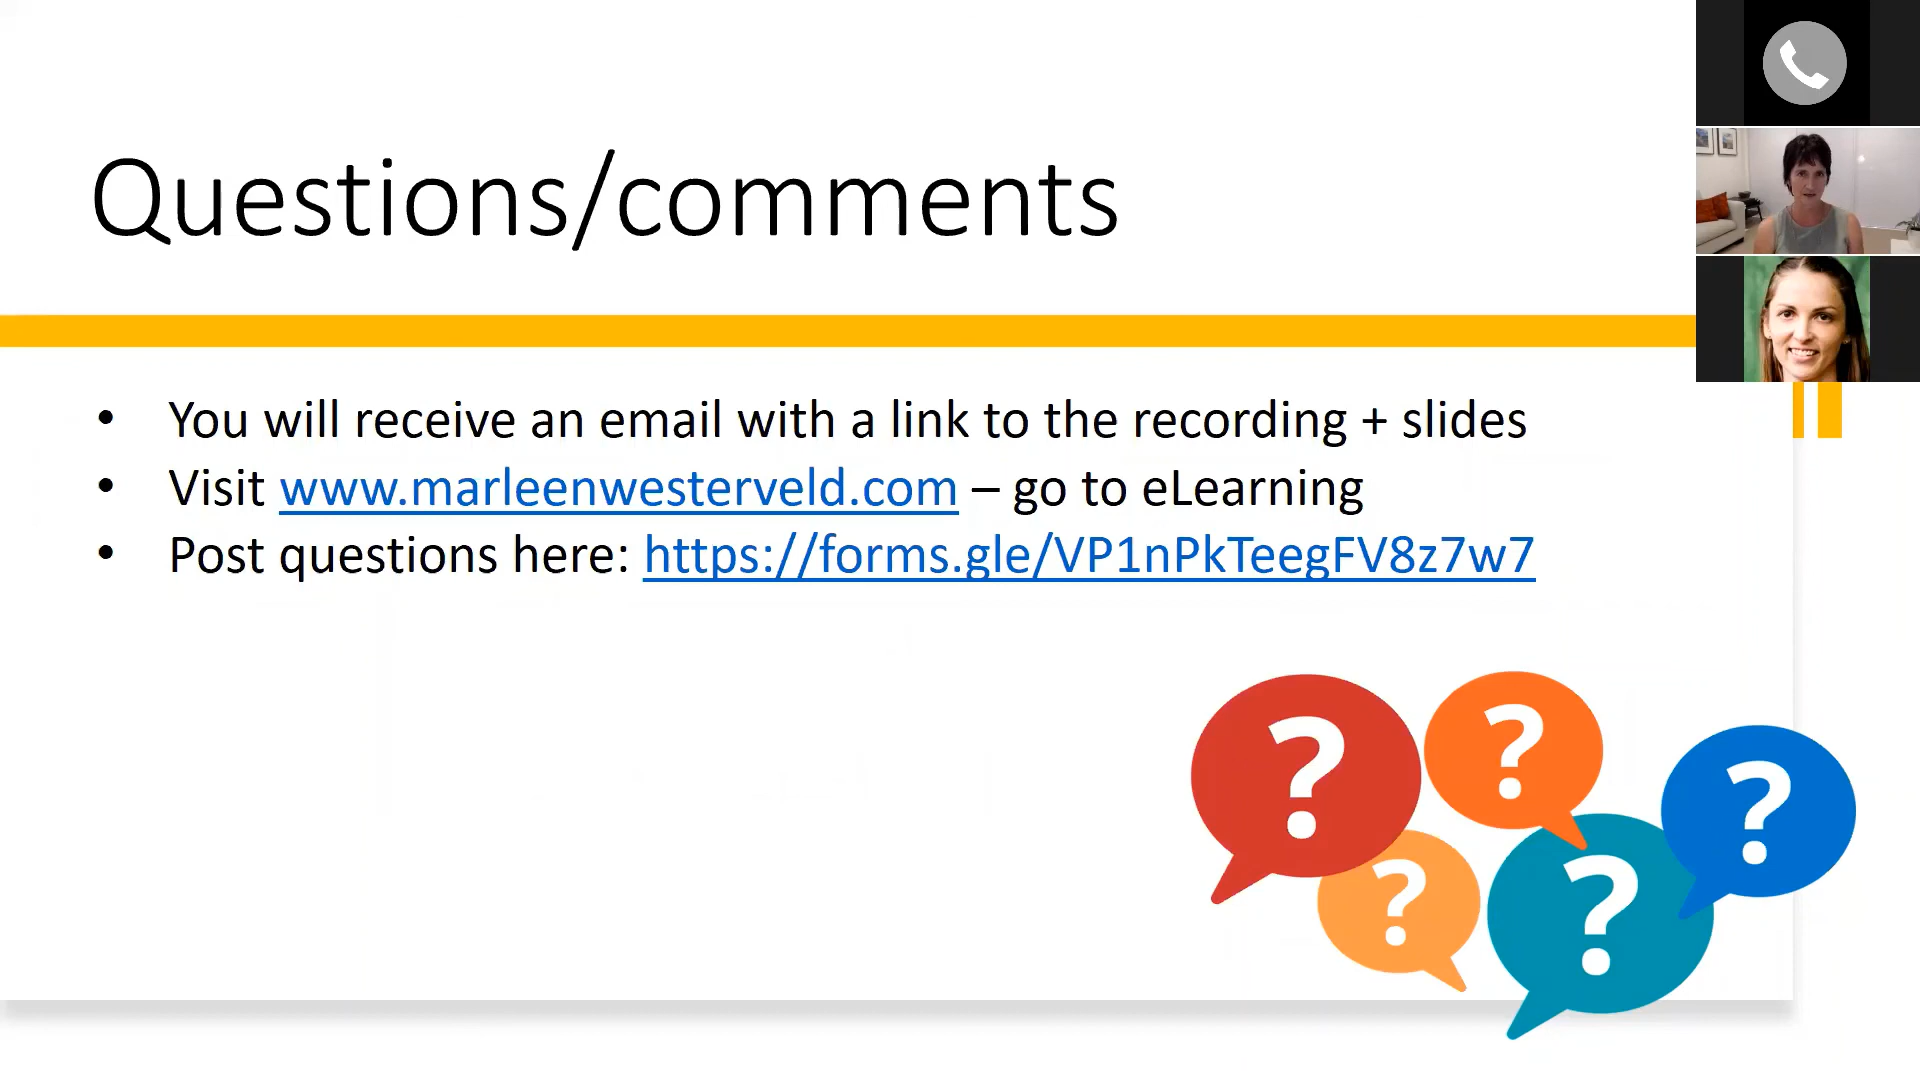 Questions/comments
• You will receive an email with a link to the recording + slides
• Visit www.marleenwesterveld.com – go to eLearning
• Post questions here: https://forms.gle/VP1nPkTeegFV8z7w7
? ? ?
? ?